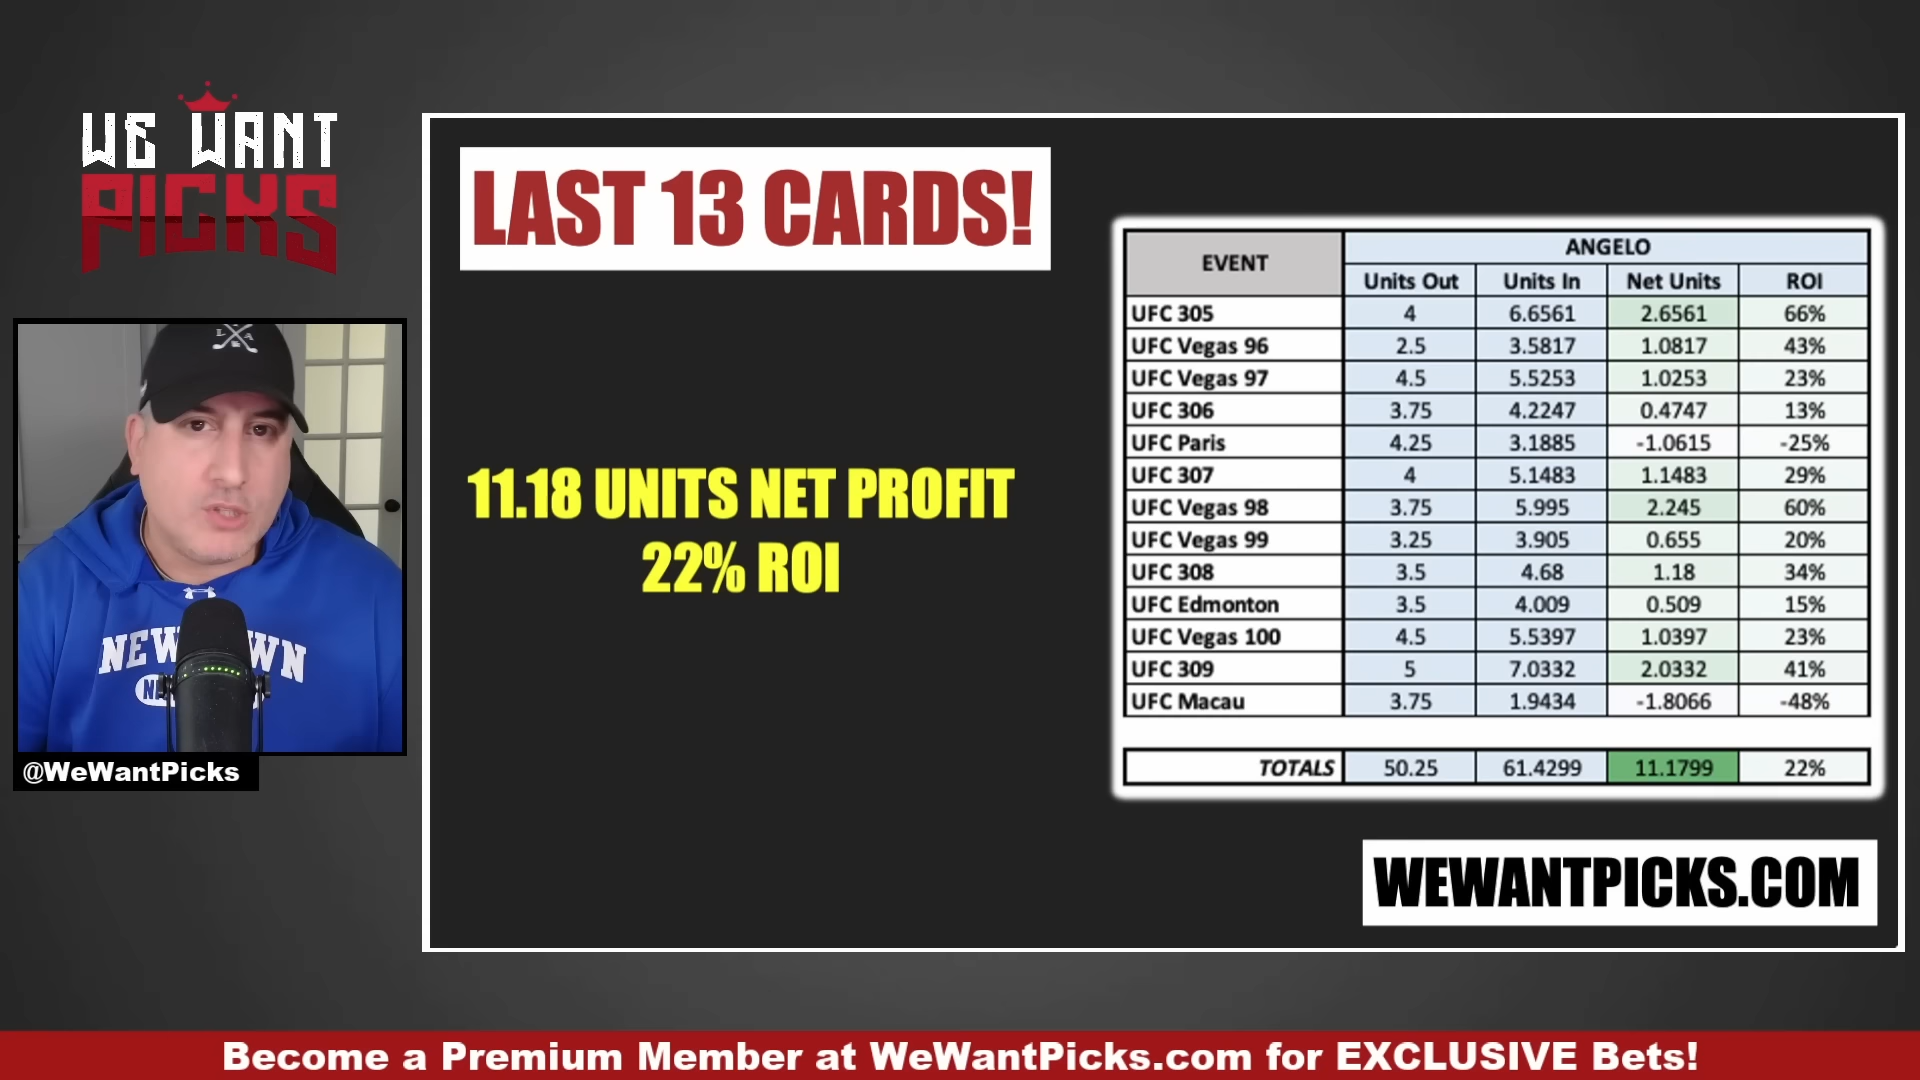 WE WANT
PICKS
LAST 13 CARDS!
11.18 UNITS NET PROFIT
22% ROI
EVENT ANGELO
Units Out Units In Net Units ROI
UFC 305 4 6.6561 2.6561 66%
UFC Vegas 96 2.5 3.5817 1.0817 43%
UFC Vegas 97 4.5 5.5253 1.0253 23%
UFC 306 3.75 4.2247 0.4747 13%
UFC Paris 4.25 3.1885 -1.0615 -25%
UFC 307 4 5.1483 1.1483 29%
UFC Vegas 98 3.75 5.995 2.245 60%
UFC Vegas 99 3.25 3.905 0.655 20%
UFC 308 3.5 4.68 1.18 34%
UFC Edmonton 3.5 4.009 0.509 15%
UFC Vegas 100 4.5 5.5397 1.0397 23%
UFC 309 5 7.0332 2.0332 41%
UFC Macau 3.75 1.9434 -1.8066 -48%
TOTALS 50.25 61.4299 11.1799 22%
@WeWantPicks
WEWANTPICKS.COM
Become a Premium Member at WeWantPicks.com for EXCLUSIVE Bets!